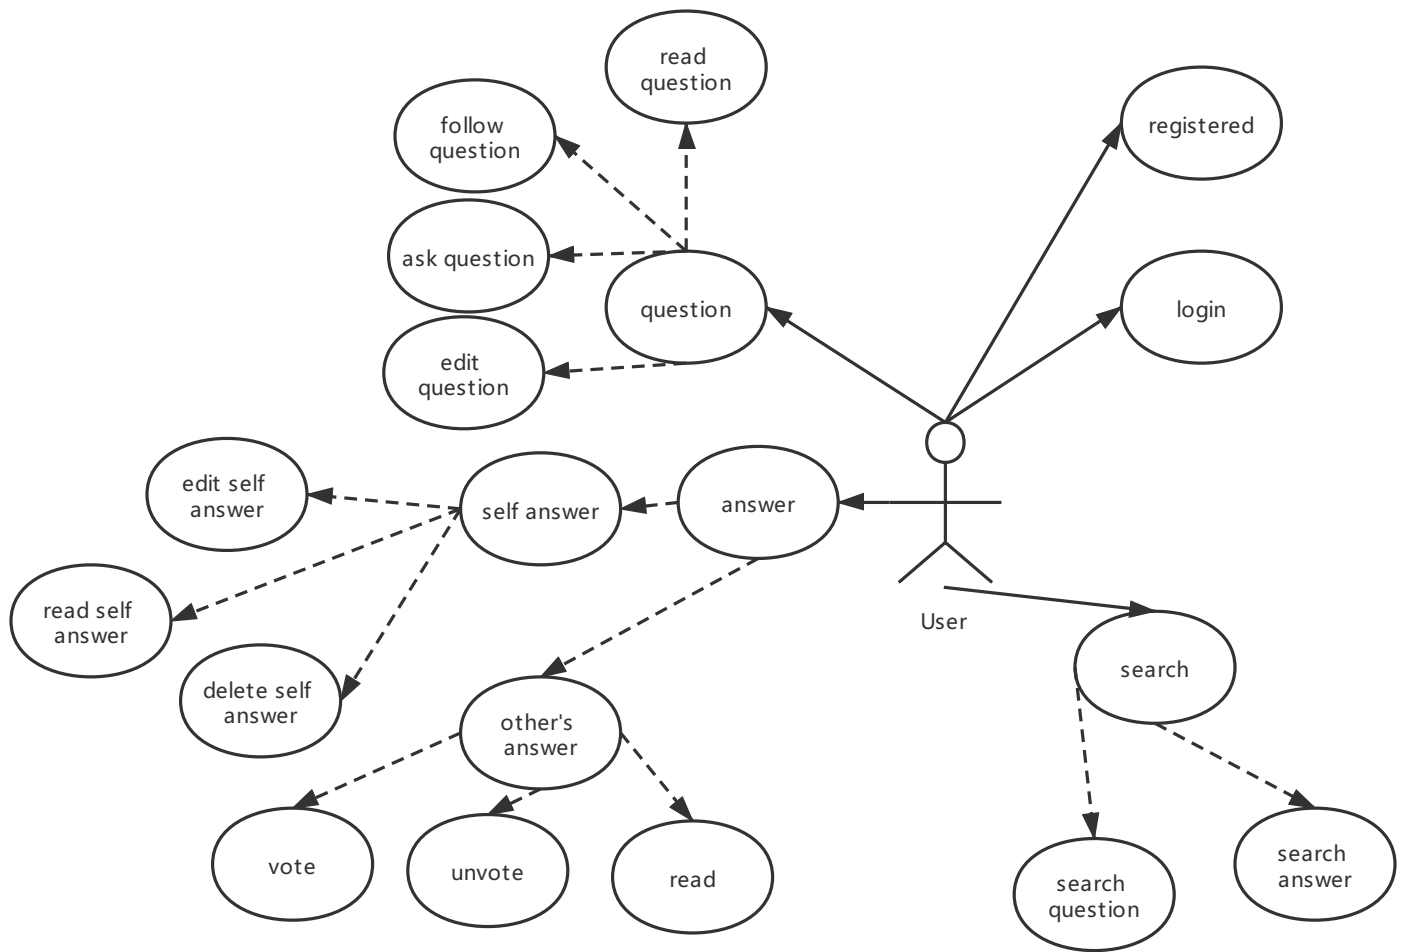 read
question
follow
question
registered
ask question
question
login
edit
question
edit self
answer
self answer
answer
read self
answer
User
delete self
answer
search
other's
answer
vote
unvote
read
search
question
search
answer